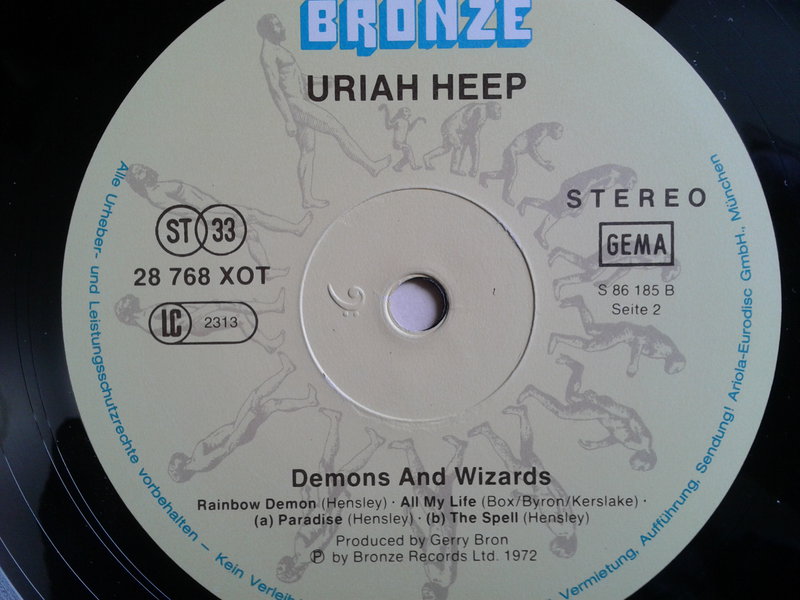 BRONZE
URIAH HEEP
STEREO
ST 33
GEMA
28 768 XOT
S 86 185 B
Seite 2
LC 2313
Demons And Wizards
Rainbow Demon (Hensley) · All My Life (Box/Byron/Kerslake) ·
(a) Paradise (Hensley) · (b) The Spell (Hensley)
Produced by Gerry Bron
℗ by Bronze Records Ltd. 1972
Alle Urheber- und Leistungsschutzrechte vorbehalten – Kein Verleih
Vermietung, Aufführung, Sendung! Ariola-Eurodisc GmbH., München